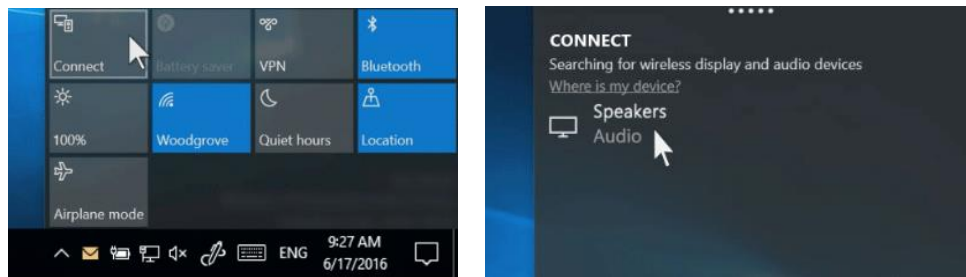 Connect
Battery saver
VPN
Bluetooth
100%
Woodgrove
Quiet hours
Location
Airplane mode
ENG
9:27 AM
6/17/2016
CONNECT
Searching for wireless display and audio devices
Where is my device?
Speakers
Audio